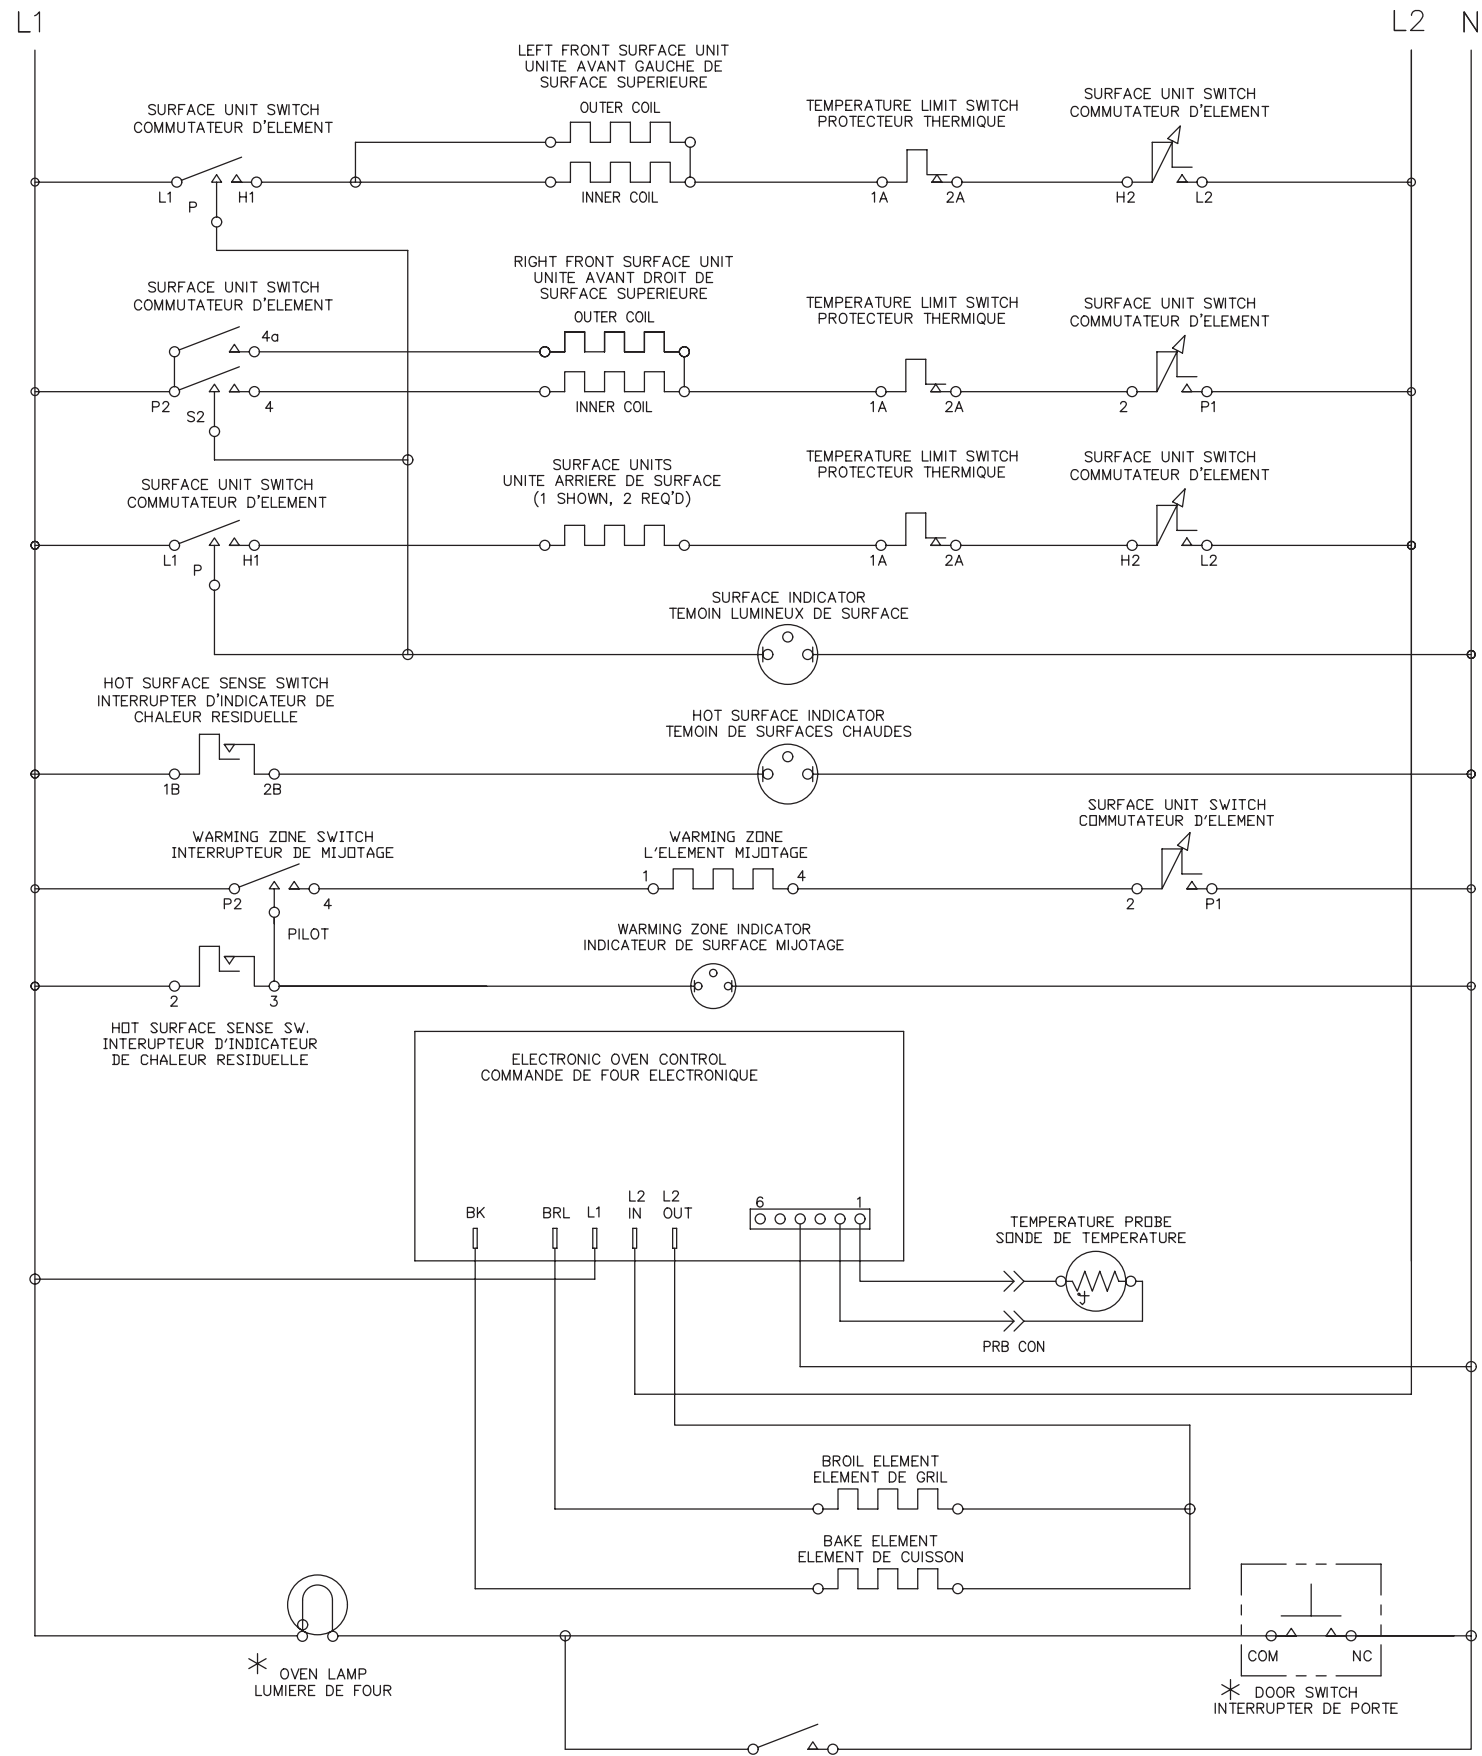 L1
L2 N
LEFT FRONT SURFACE UNIT
UNITE AVANT GAUCHE DE
SURFACE SUPERIEURE
SURFACE UNIT SWITCH
COMMUTATEUR D'ELEMENT
OUTER COIL
INNER COIL
TEMPERATURE LIMIT SWITCH
PROTECTEUR THERMIQUE
SURFACE UNIT SWITCH
COMMUTATEUR D'ELEMENT
L1
P
H1
1A
2A
H2
L2
RIGHT FRONT SURFACE UNIT
UNITE AVANT DROIT DE
SURFACE SUPERIEURE
SURFACE UNIT SWITCH
COMMUTATEUR D'ELEMENT
4a
OUTER COIL
INNER COIL
TEMPERATURE LIMIT SWITCH
PROTECTEUR THERMIQUE
SURFACE UNIT SWITCH
COMMUTATEUR D'ELEMENT
P2
S2
4
1A
2A
2
P1
SURFACE UNIT SWITCH
COMMUTATEUR D'ELEMENT
SURFACE UNITS
UNITE ARRIERE DE SURFACE
(1 SHOWN, 2 REQ'D)
TEMPERATURE LIMIT SWITCH
PROTECTEUR THERMIQUE
SURFACE UNIT SWITCH
COMMUTATEUR D'ELEMENT
L1
P
H1
1A
2A
H2
L2
SURFACE INDICATOR
TEMOIN LUMINEUX DE SURFACE
HOT SURFACE SENSE SWITCH
INTERRUPTER D'INDICATEUR DE
CHALEUR RESIDUELLE
1B
2B
HOT SURFACE INDICATOR
TEMOIN DE SURFACES CHAUDES
WARMING ZONE SWITCH
INTERRUPTEUR DE MIJOTAGE
WARMING ZONE
L'ELEMENT MIJOTAGE
SURFACE UNIT SWITCH
COMMUTATEUR D'ELEMENT
P2
4
1
4
2
P1
PILOT
WARMING ZONE INDICATOR
INDICATEUR DE SURFACE MIJOTAGE
2
3
HOT SURFACE SENSE SW.
INTERUPTEUR D'INDICATEUR
DE CHALEUR RESIDUELLE
ELECTRONIC OVEN CONTROL
COMMANDE DE FOUR ELECTRONIQUE
BK
BRL
L1
L2
IN
L2
OUT
6
1
TEMPERATURE PROBE
SONDE DE TEMPERATURE
PRB CON
BROIL ELEMENT
ELEMENT DE GRIL
BAKE ELEMENT
ELEMENT DE CUISSON
* OVEN LAMP
LUMIERE DE FOUR
COM
NC
* DOOR SWITCH
INTERRUPTER DE PORTE